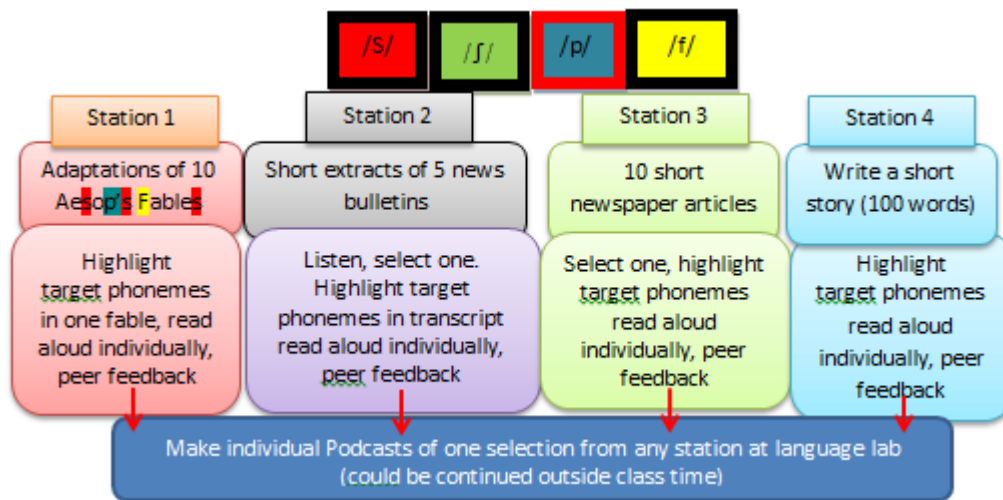 /S/ /ʃ/ /p/ /f/
Station 1
Adaptations of 10
Aesop's Fables
Highlight
target phonemes
in one fable, read
aloud individually,
peer feedback
Station 2
Short extracts of 5 news
bulletins
Listen, select one.
Highlight target
phonemes in transcript
read aloud individually,
peer feedback
Station 3
10 short
newspaper articles
Select one, highlight
target phonemes
read aloud
individually, peer
feedback
Station 4
Write a short
story (100 words)
Highlight
target phonemes
read aloud
individually, peer
feedback
Make individual Podcasts of one selection from any station at language lab
(could be continued outside class time)